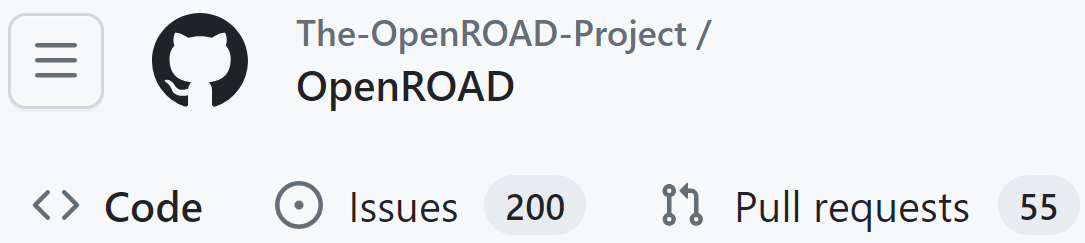 The-OpenROAD-Project /
OpenROAD
Code Issues 200 Pull requests 55